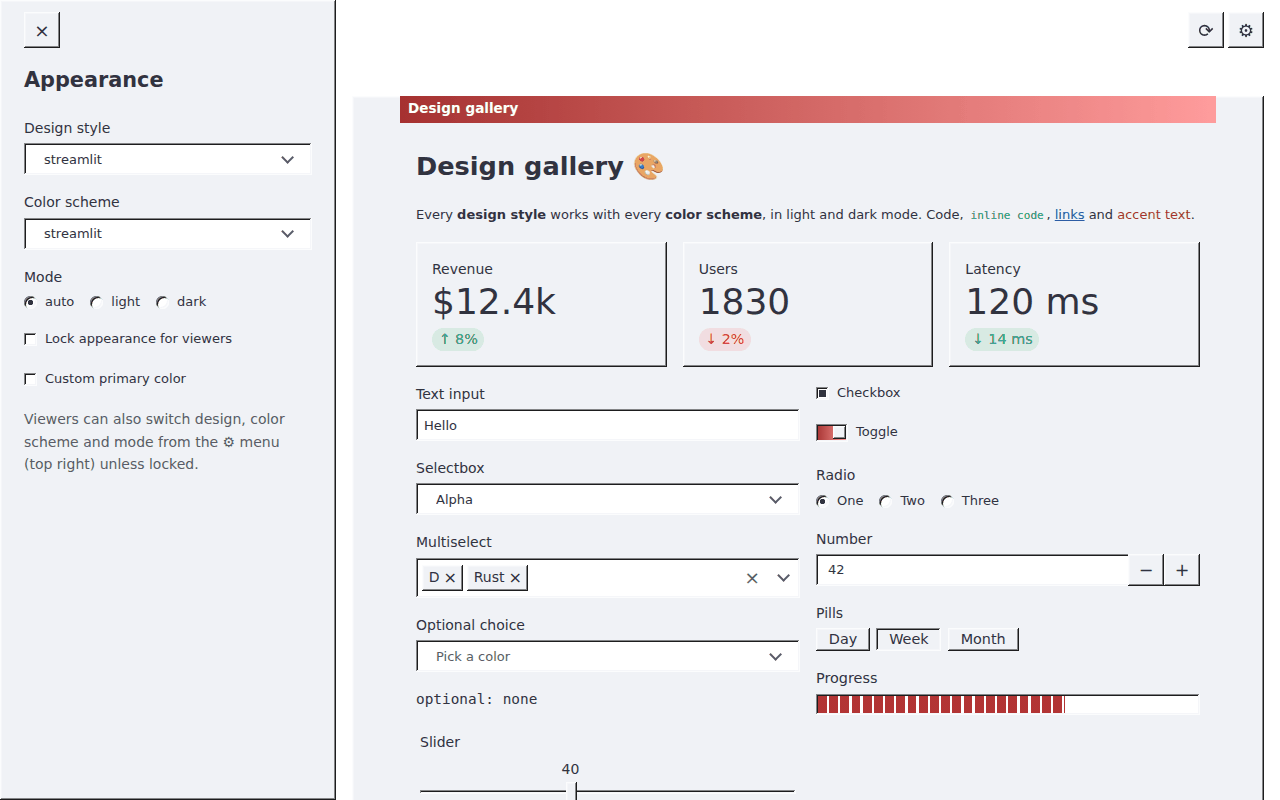 ×
Appearance
Design style
streamlit
Color scheme
streamlit
Mode
auto light dark
Lock appearance for viewers
Custom primary color
Viewers can also switch design, color
scheme and mode from the ⚙ menu
(top right) unless locked.
⟳ ⚙
Design gallery
Design gallery 🎨
Every design style works with every color scheme, in light and dark mode. Code, inline code, links and accent text.
Revenue
$12.4k
↑ 8%
Users
1830
↓ 2%
Latency
120 ms
↓ 14 ms
Text input
Hello
Selectbox
Alpha
Multiselect
D × Rust ×
Optional choice
Pick a color
optional: none
Slider
40
Checkbox
Toggle
Radio
One Two Three
Number
42 − +
Pills
Day Week Month
Progress